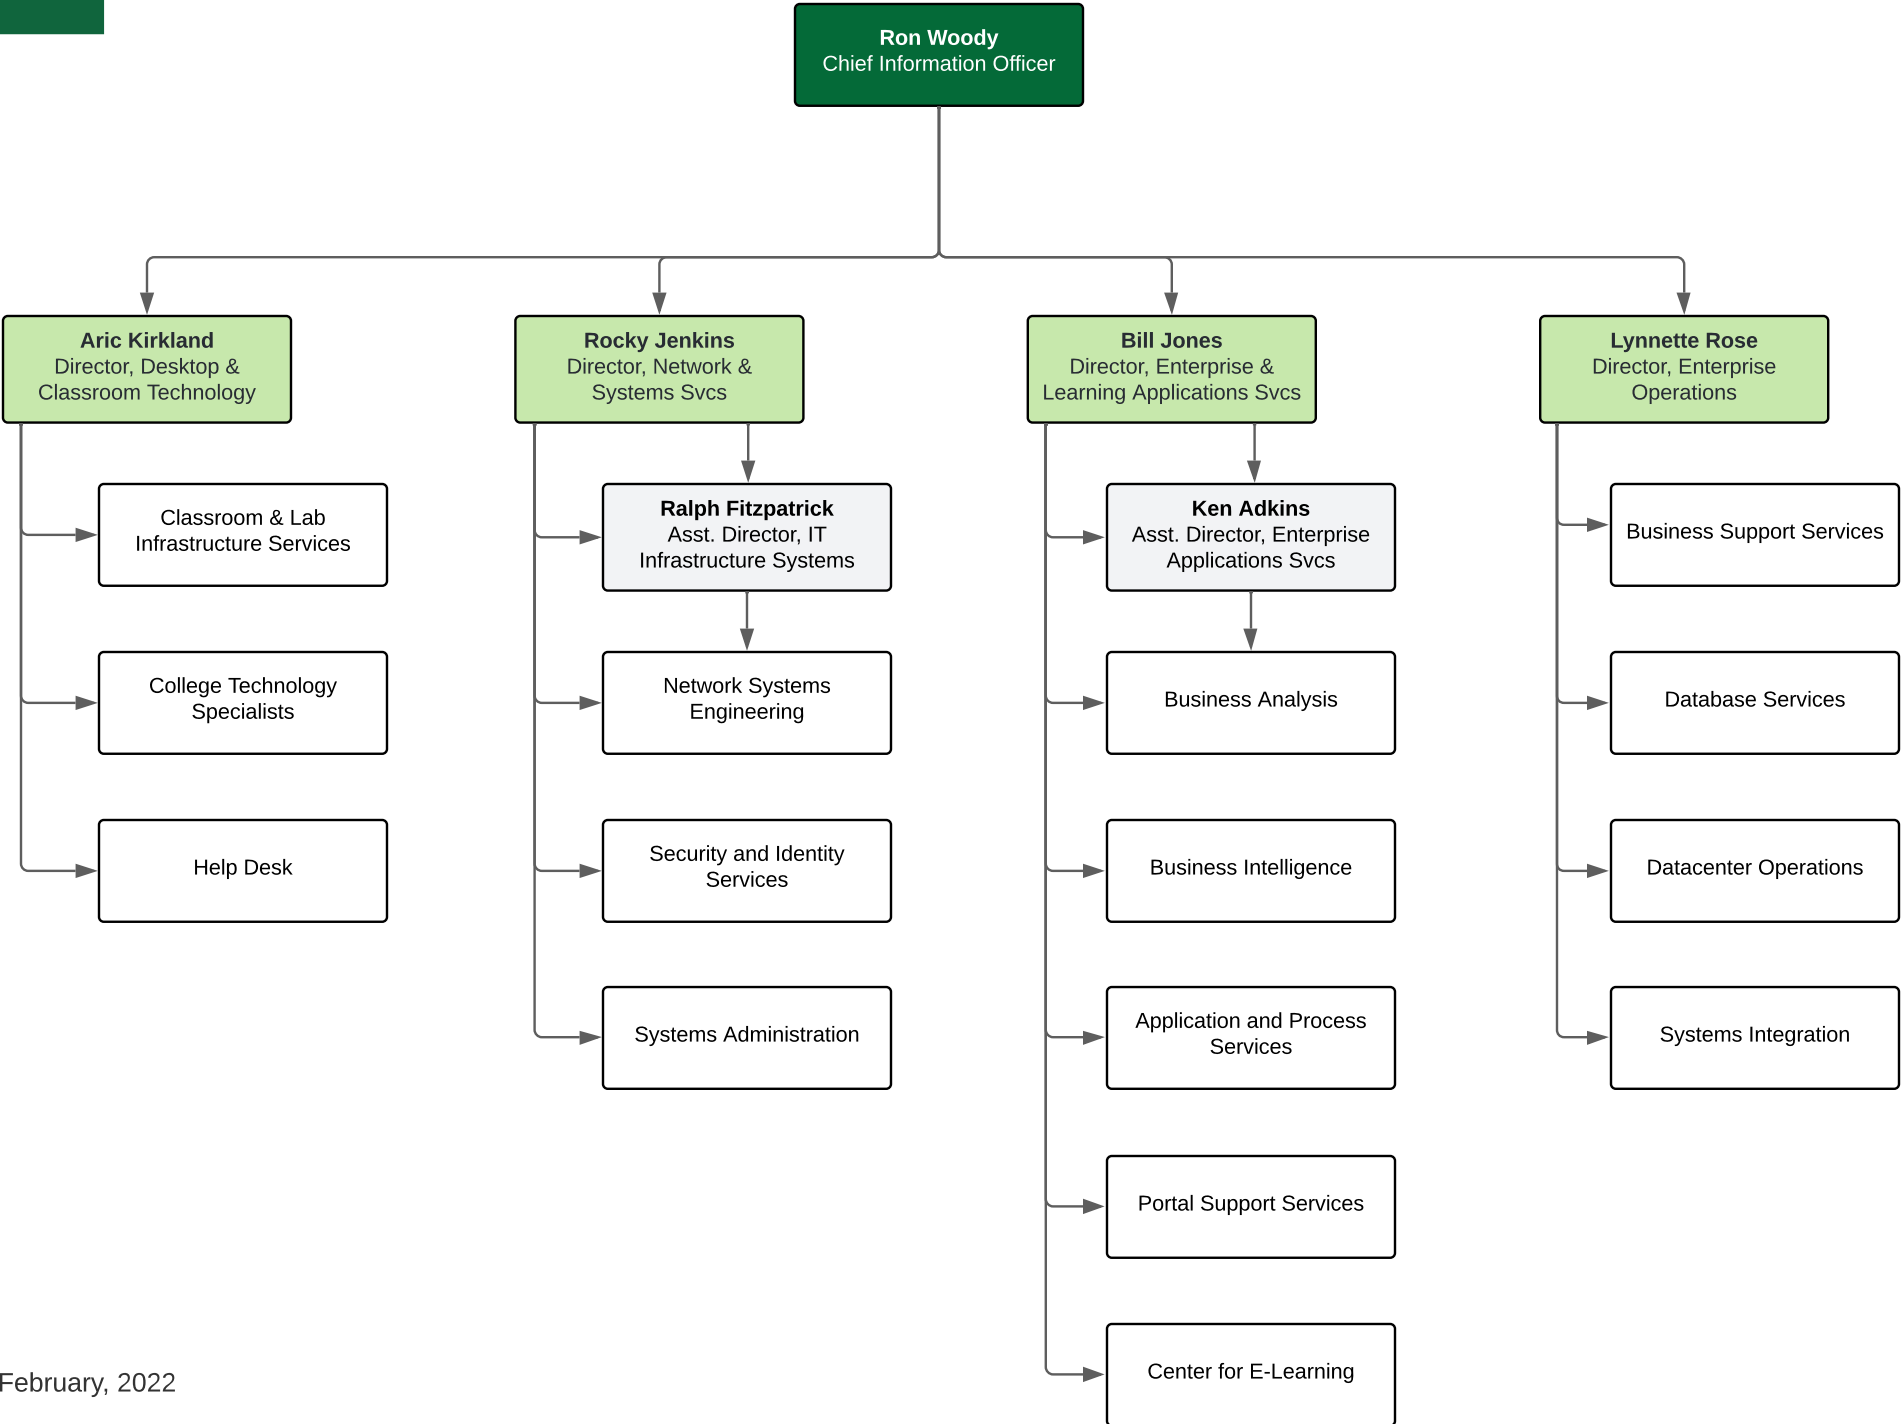 Ron Woody
Chief Information Officer
Aric Kirkland
Director, Desktop &
Classroom Technology
Classroom & Lab
Infrastructure Services
College Technology
Specialists
Help Desk
Rocky Jenkins
Director, Network &
Systems Svcs
Ralph Fitzpatrick
Asst. Director, IT
Infrastructure Systems
Network Systems
Engineering
Security and Identity
Services
Systems Administration
Bill Jones
Director, Enterprise &
Learning Applications Svcs
Ken Adkins
Asst. Director, Enterprise
Applications Svcs
Business Analysis
Business Intelligence
Application and Process
Services
Portal Support Services
Center for E-Learning
Lynnette Rose
Director, Enterprise
Operations
Business Support Services
Database Services
Datacenter Operations
Systems Integration
February, 2022